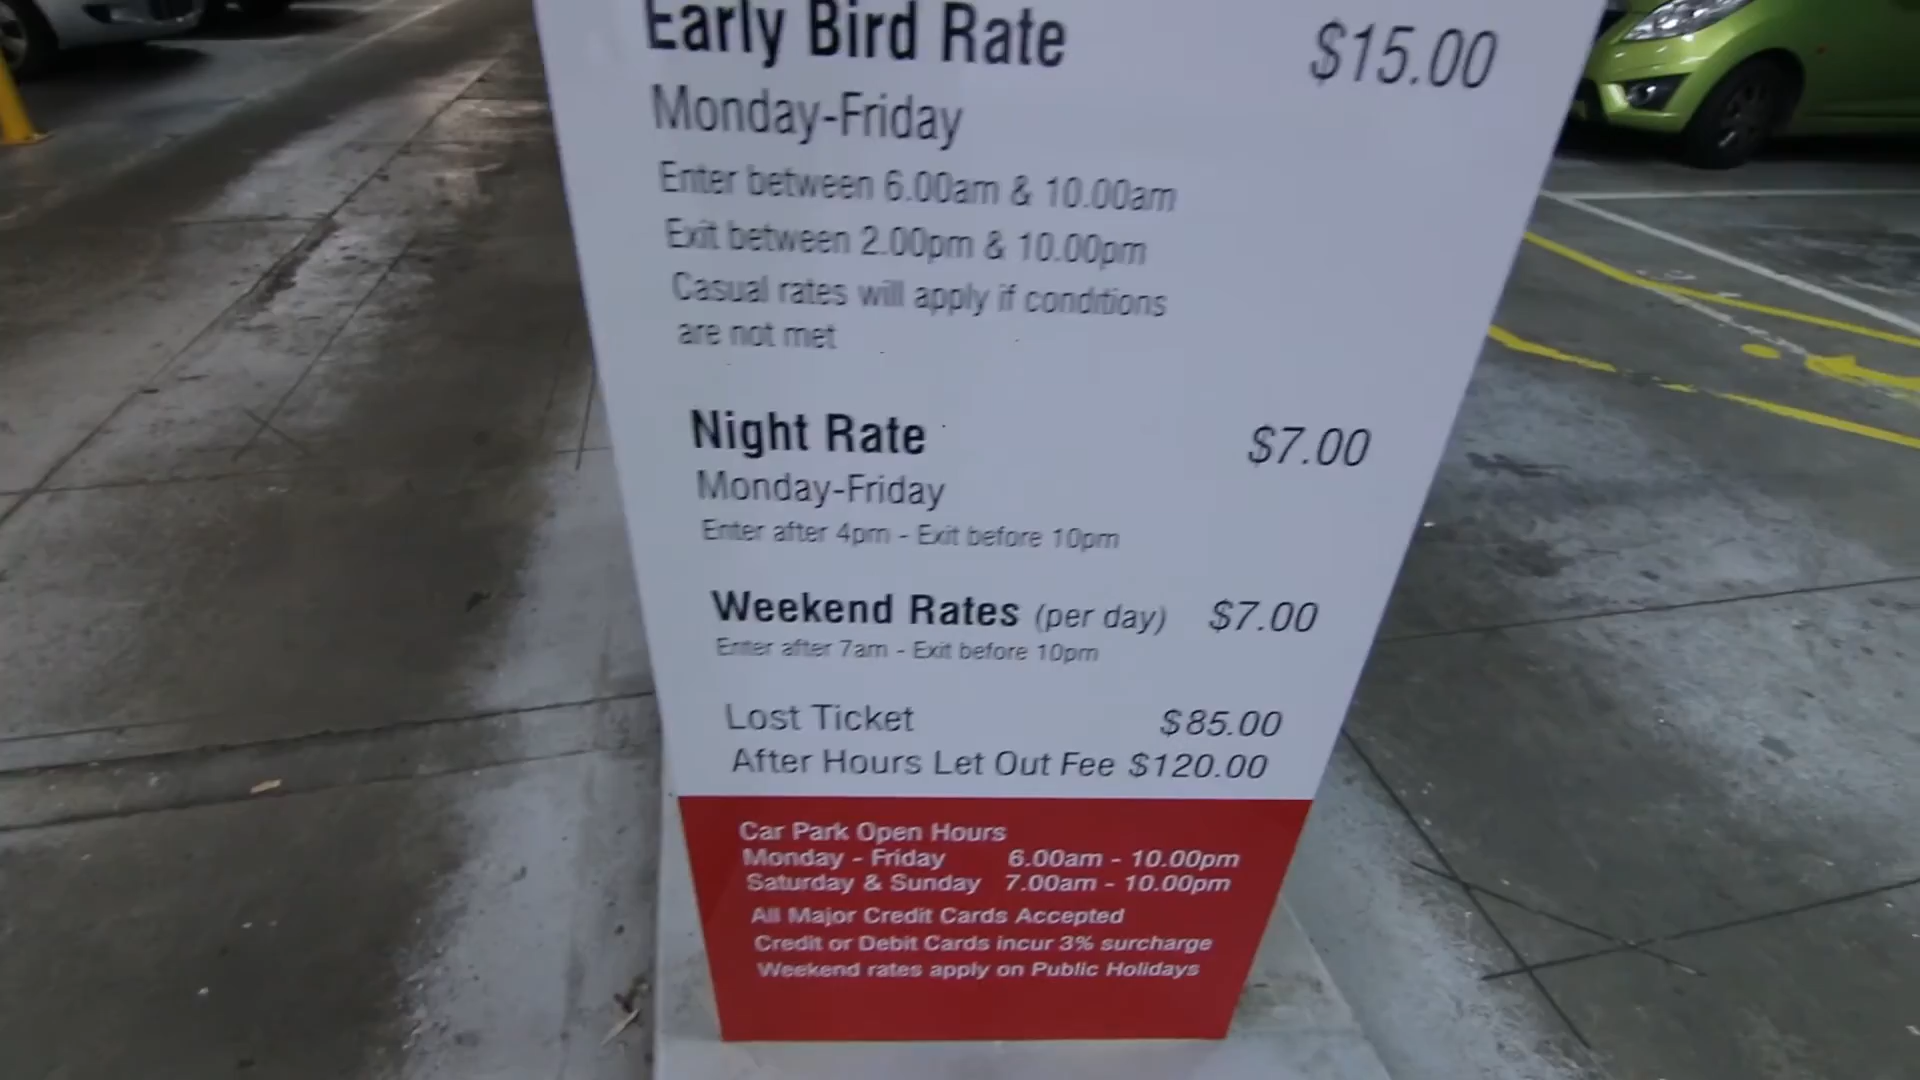 Early Bird Rate $15.00
Monday-Friday
Enter between 6.00am & 10.00am
Exit between 2.00pm & 10.00pm
Casual rates will apply if conditions
are not met
Night Rate $7.00
Monday-Friday
Enter after 4pm - Exit before 10pm
Weekend Rates (per day) $7.00
Enter after 7am - Exit before 10pm
Lost Ticket $85.00
After Hours Let Out Fee $120.00
Car Park Open Hours
Monday - Friday 6.00am - 10.00pm
Saturday & Sunday 7.00am - 10.00pm
All Major Credit Cards Accepted
Credit or Debit Cards incur 3% surcharge
Weekend rates apply on Public Holidays